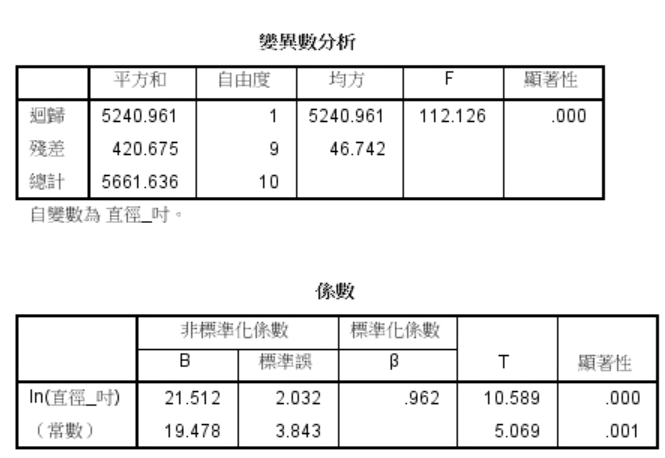 變異數分析
平方和 自由度 均方 F 顯著性
迴歸 5240.961 1 5240.961 112.126 .000
殘差 420.675 9 46.742
總計 5661.636 10
自變數為 直徑_吋。
係數
非標準化係數 標準化係數
B 標準誤 β T 顯著性
ln(直徑_吋) 21.512 2.032 .962 10.589 .000
（常數） 19.478 3.843 5.069 .001